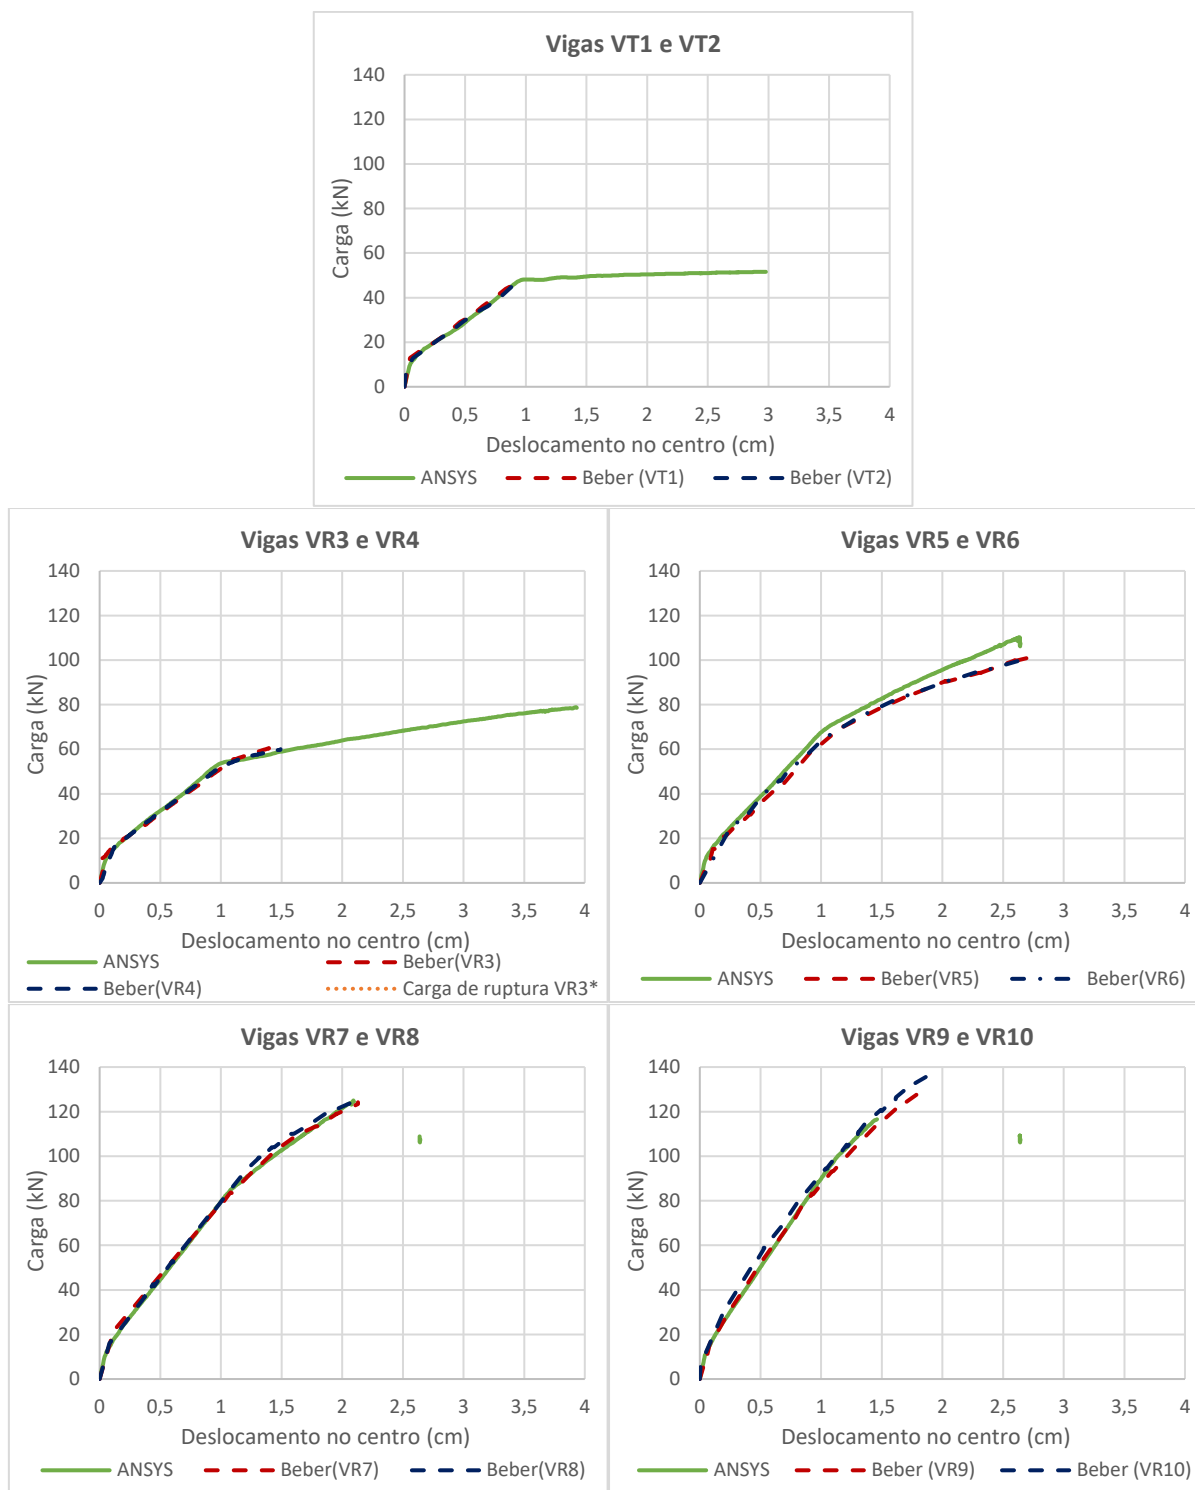 Vigas VT1 e VT2
140
120
100
80
60
40
20
0
Carga (kN)
0 0,5 1 1,5 2 2,5 3 3,5 4
Deslocamento no centro (cm)
ANSYS Beber (VT1) Beber (VT2)
Vigas VR3 e VR4
140
120
100
80
60
40
20
0
Carga (kN)
0 0,5 1 1,5 2 2,5 3 3,5 4
Deslocamento no centro (cm)
ANSYS Beber(VR3)
Beber(VR4) Carga de ruptura VR3*
Vigas VR5 e VR6
140
120
100
80
60
40
20
0
Carga (kN)
0 0,5 1 1,5 2 2,5 3 3,5 4
Deslocamento no centro (cm)
ANSYS Beber(VR5) Beber(VR6)
Vigas VR7 e VR8
140
120
100
80
60
40
20
0
Carga (kN)
0 0,5 1 1,5 2 2,5 3 3,5 4
Deslocamento no centro (cm)
ANSYS Beber(VR7) Beber(VR8)
Vigas VR9 e VR10
140
120
100
80
60
40
20
0
Carga (kN)
0 0,5 1 1,5 2 2,5 3 3,5 4
Deslocamento no centro (cm)
ANSYS Beber (VR9) Beber (VR10)